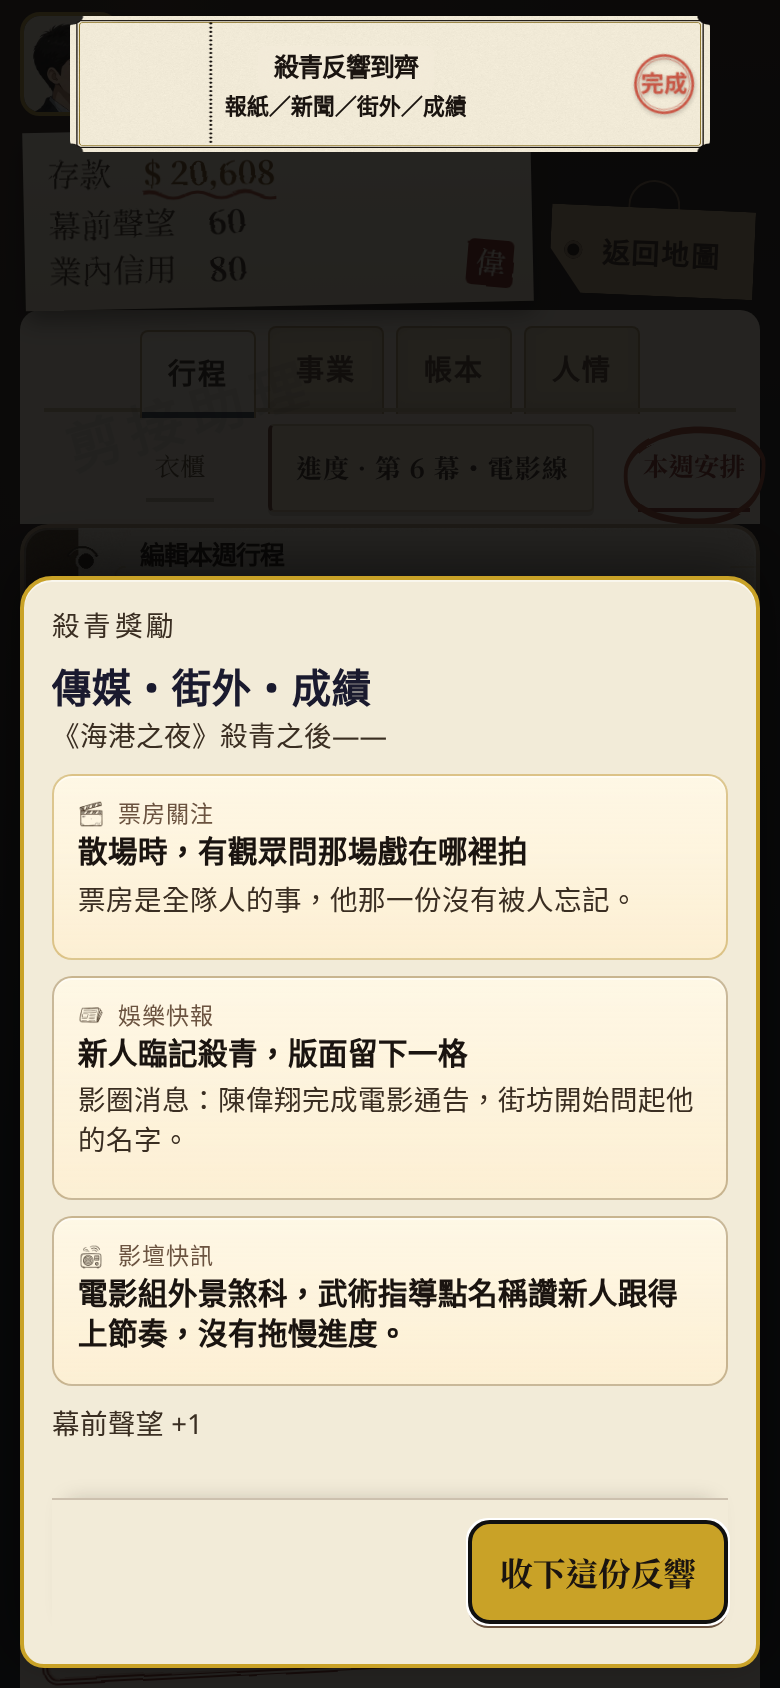 殺青反響到齊
報紙／新聞／街外／成績
完成
存款 $ 20,608
幕前聲望 60
業內信用 80
偉
返回地圖
行程
事業
帳本
人情
剪接助理
衣櫃
進度・第 6 幕・電影線
本週安排
編輯本週行程
殺青獎勵
傳媒・街外・成績
《海港之夜》殺青之後——
票房關注
散場時，有觀眾問那場戲在哪裡拍
票房是全隊人的事，他那一份沒有被人忘記。
娛樂快報
新人臨記殺青，版面留下一格
影圈消息：陳偉翔完成電影通告，街坊開始問起他
的名字。
影壇快訊
電影組外景煞科，武術指導點名稱讚新人跟得
上節奏，沒有拖慢進度。
幕前聲望 +1
收下這份反響